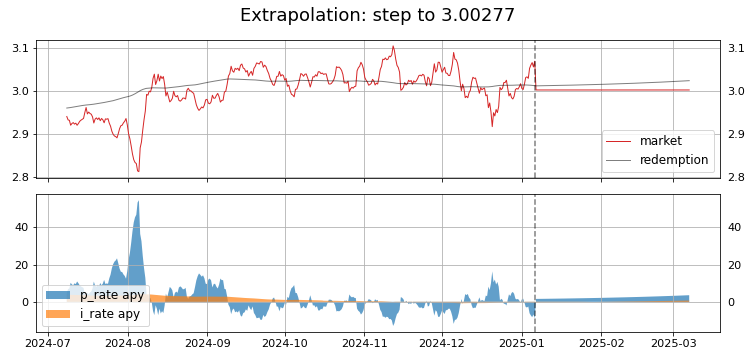 Extrapolation: step to 3.00277
3.1 3.1
3.0 3.0
2.9 2.9
2.8 2.8
market
redemption
40 40
20 20
0 0
p_rate apy
i_rate apy
2024-07 2024-08 2024-09 2024-10 2024-11 2024-12 2025-01 2025-02 2025-03